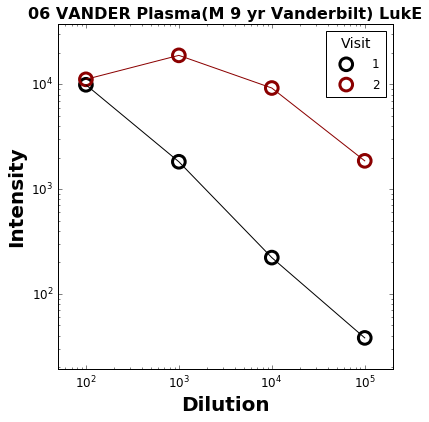 06 VANDER Plasma(M 9 yr Vanderbilt) LukE
Visit
1
2
Intensity
10⁴
10³
10²
10² 10³ 10⁴ 10⁵
Dilution